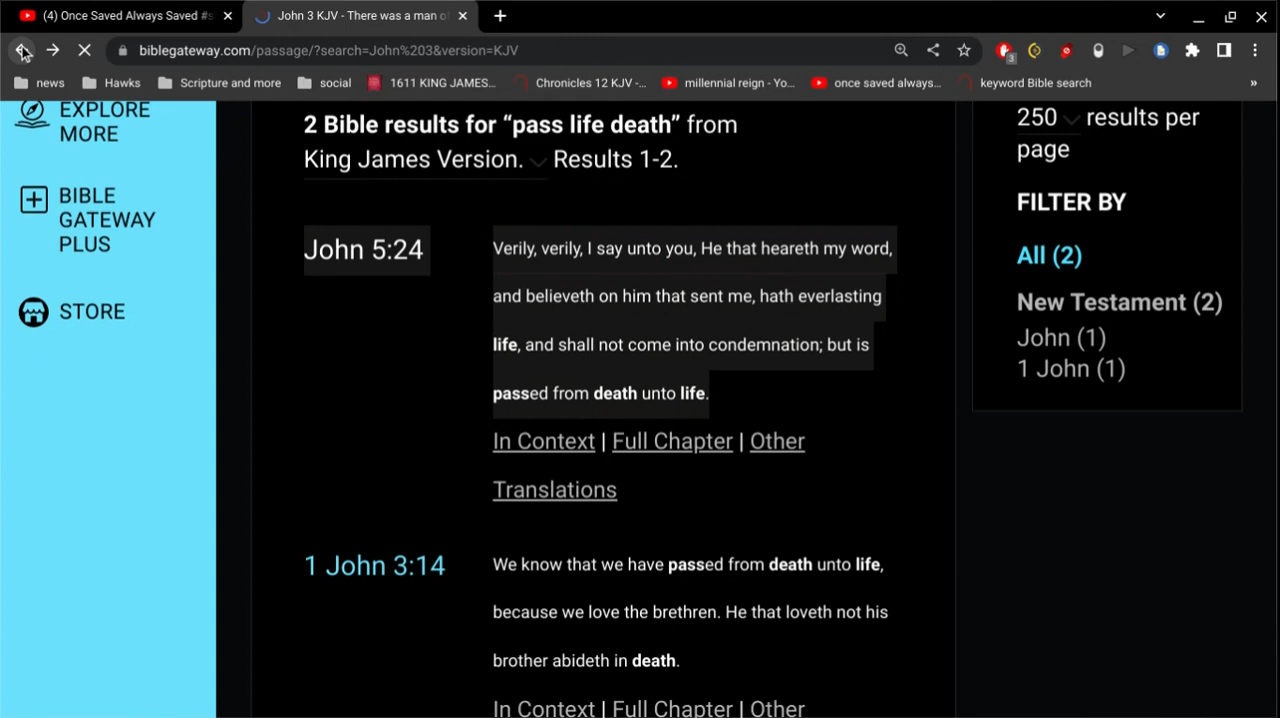 (4) Once Saved Always Saved #s
John 3 KJV - There was a man o
biblegateway.com/passage/?search=John%203&version=KJV
3
news
Hawks
Scripture and more
social
1611 KING JAMES...
Chronicles 12 KJV -...
millennial reign - Yo...
once saved always...
keyword Bible search
»
EXPLORE
MORE
BIBLE
GATEWAY
PLUS
STORE
2 Bible results for “pass life death” from
King James Version. Results 1-2.
John 5:24
Verily, verily, I say unto you, He that heareth my word,
and believeth on him that sent me, hath everlasting
life, and shall not come into condemnation; but is
passed from death unto life.
In Context | Full Chapter | Other
Translations
1 John 3:14
We know that we have passed from death unto life,
because we love the brethren. He that loveth not his
brother abideth in death.
In Context | Full Chapter | Other
250 results per
page
FILTER BY
All (2)
New Testament (2)
John (1)
1 John (1)